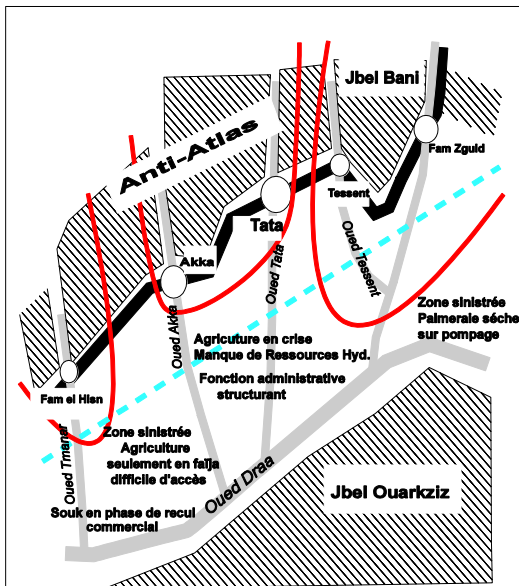 Jbel Bani
Anti-Atlas
Fam Zguid
Tessent
Tata
Akka
Oued Tata
Oued Tessent
Oued Akka
Zone sinistrée
Palmeraie séche
sur pompage
Agricuture en crise
Manque de Ressources Hyd.
Fonction administrative
structurant
Fam el Hisn
Oued Tmanar
Zone sinistrée
Agriculture
seulement en faïja
difficile d'accès
Oued Draa
Jbel Ouarkziz
Souk en phase de recul
commercial